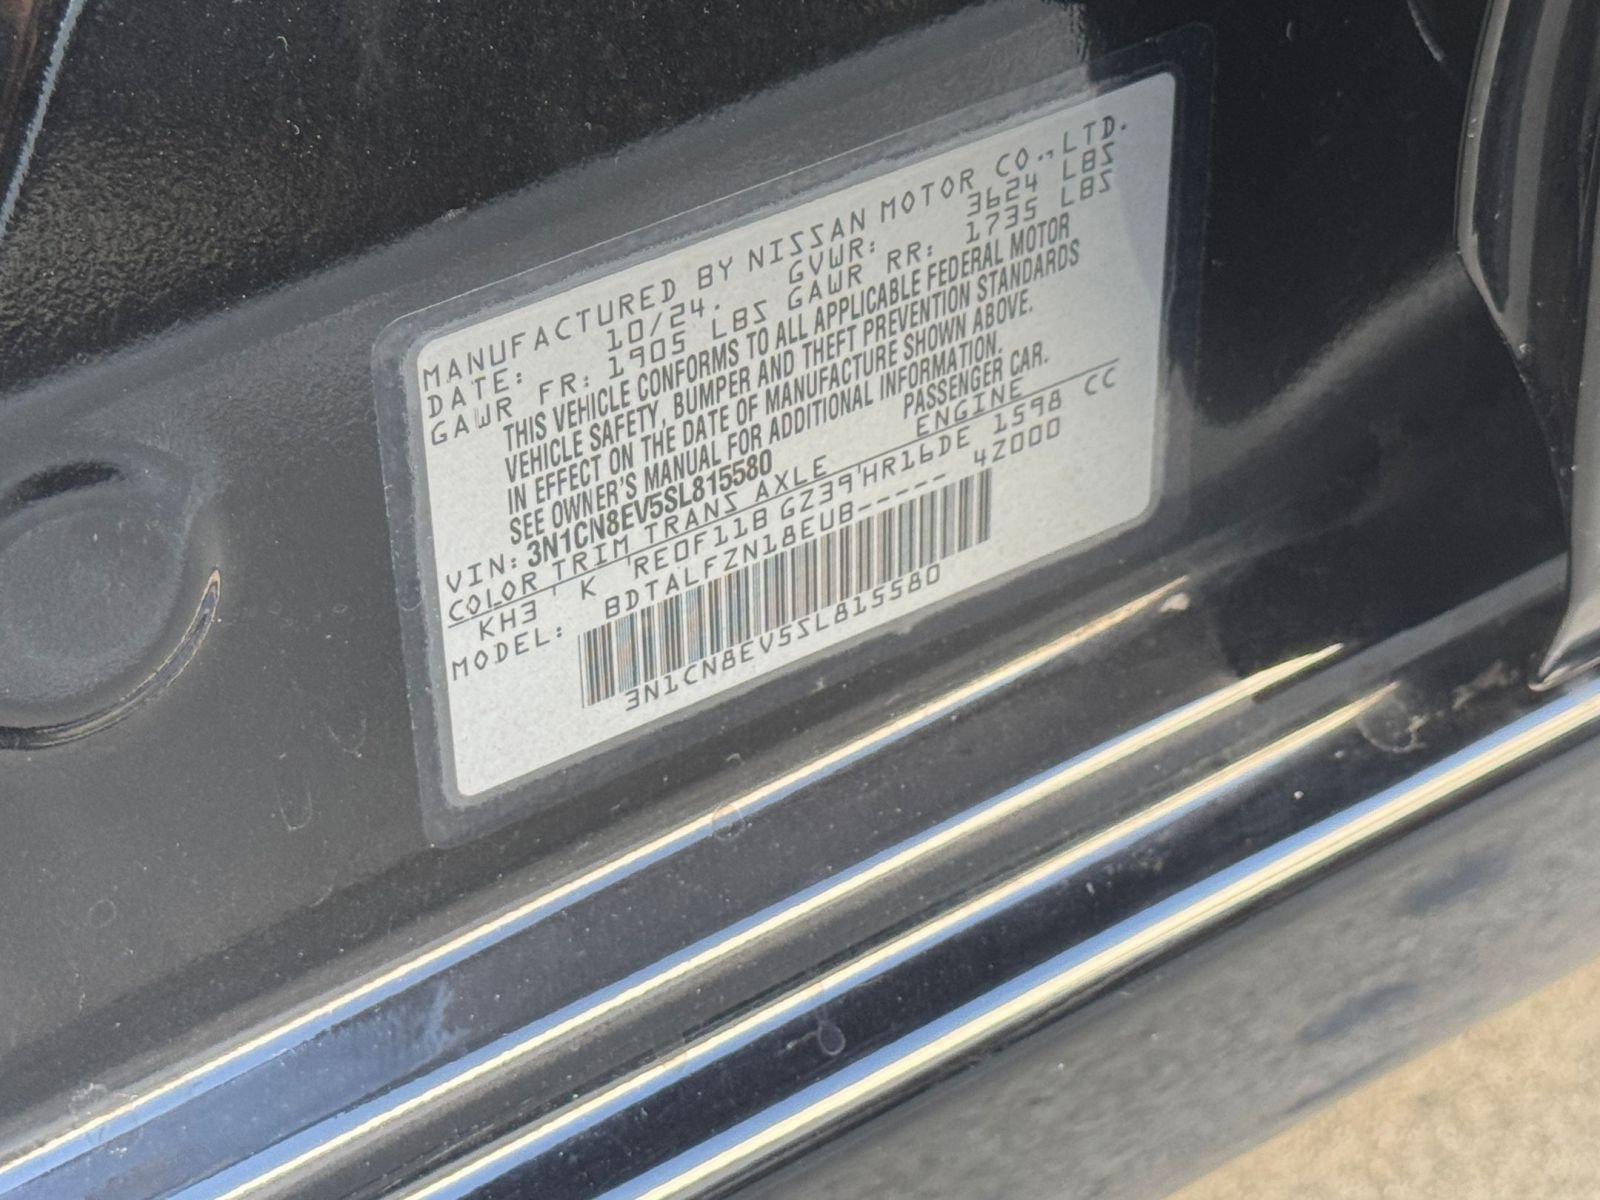 MANUFACTURED BY NISSAN MOTOR CO., LTD.
DATE: 10/24. GVWR: 3624 LBS
GAWR FR: 1905 LBS GAWR RR: 1735 LBS
THIS VEHICLE CONFORMS TO ALL APPLICABLE FEDERAL MOTOR
VEHICLE SAFETY, BUMPER AND THEFT PREVENTION STANDARDS
IN EFFECT ON THE DATE OF MANUFACTURE SHOWN ABOVE.
SEE OWNER'S MANUAL FOR ADDITIONAL INFORMATION.
VIN: 3N1CN8EV5SL815580 PASSENGER CAR.
COLOR TRIM TRANS AXLE ENGINE
KH3 K RE0F11B GZ39 HR16DE 1598 CC
MODEL: BDTALFZN18EUB----- 4Z000
3N1CN8EV5SL815580